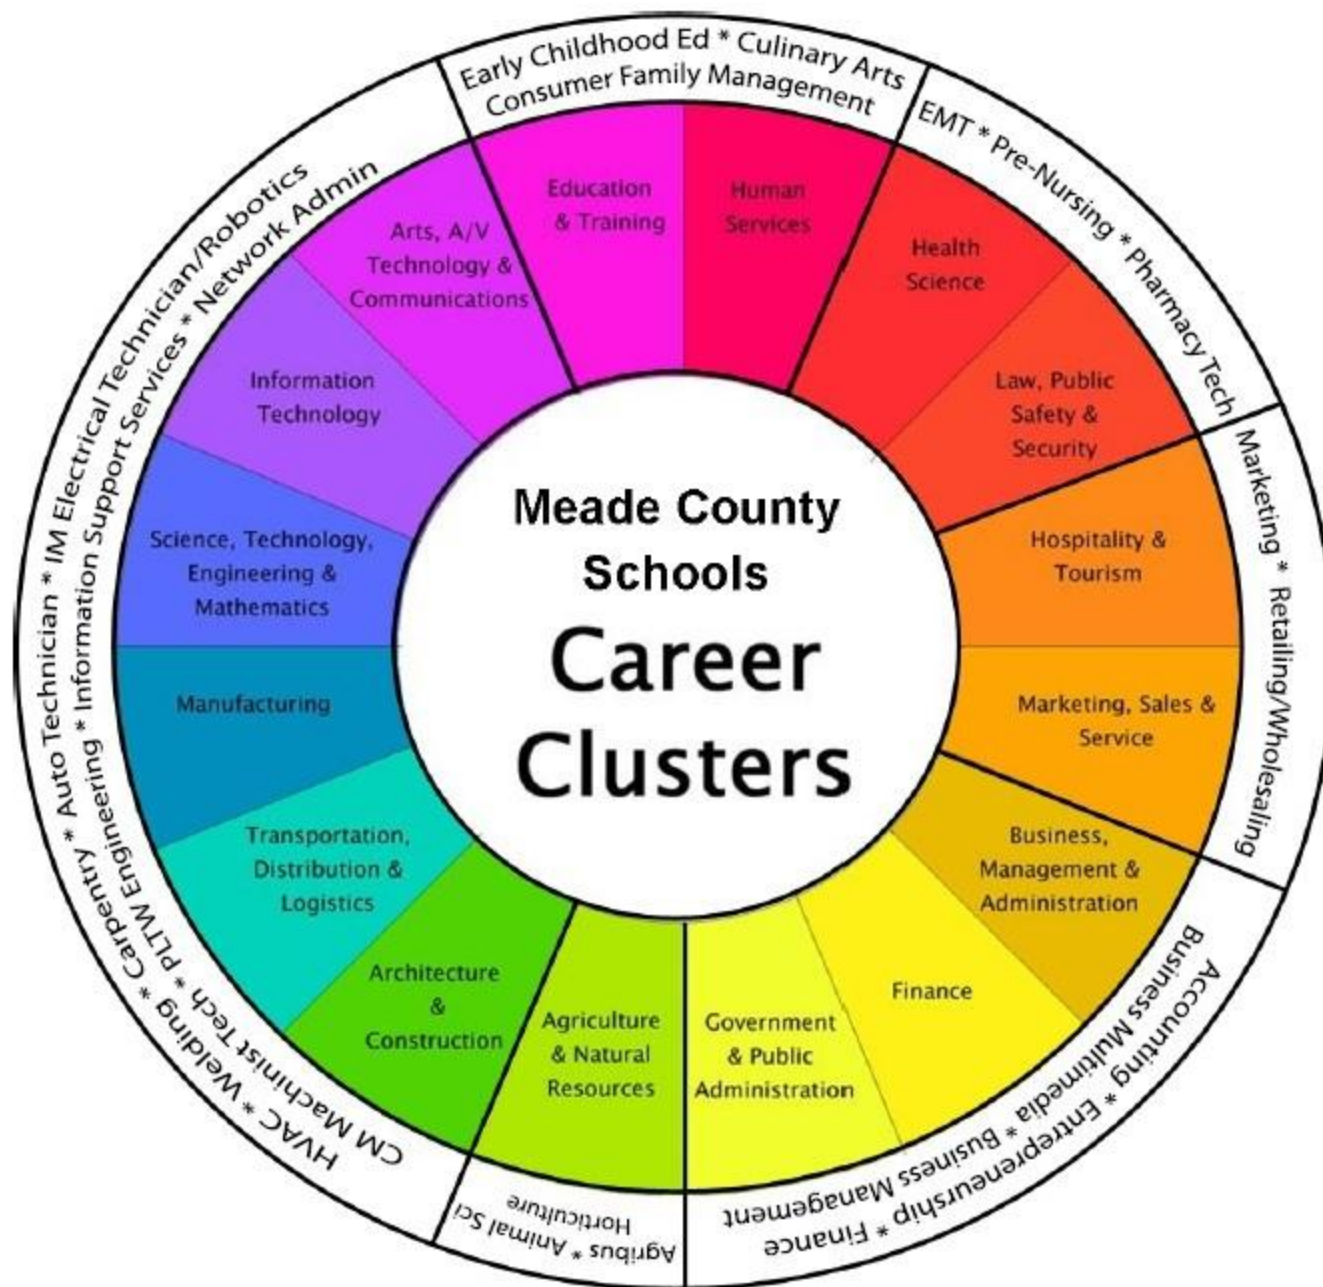 Early Childhood Ed * Culinary Arts
Consumer Family Management
EMT * Pre-Nursing * Pharmacy Tech
Marketing * Retailing/Wholesaling
Accounting * Entrepreneurship * Finance
Business Multimedia * Business Management
Agribus * Animal Sci
Horticulture
HVAC * Welding * Carpentry * Auto Technician * IM Electrical Technician/Robotics
CM Machinist Tech * PLTW Engineering * Information Support Services * Network Admin
Education
& Training
Human
Services
Health
Science
Law, Public
Safety &
Security
Hospitality &
Tourism
Marketing, Sales &
Service
Business,
Management &
Administration
Finance
Government
& Public
Administration
Agriculture
& Natural
Resources
Architecture
&
Construction
Transportation,
Distribution &
Logistics
Manufacturing
Science, Technology,
Engineering &
Mathematics
Information
Technology
Arts, A/V
Technology &
Communications
Meade County
Schools
Career
Clusters